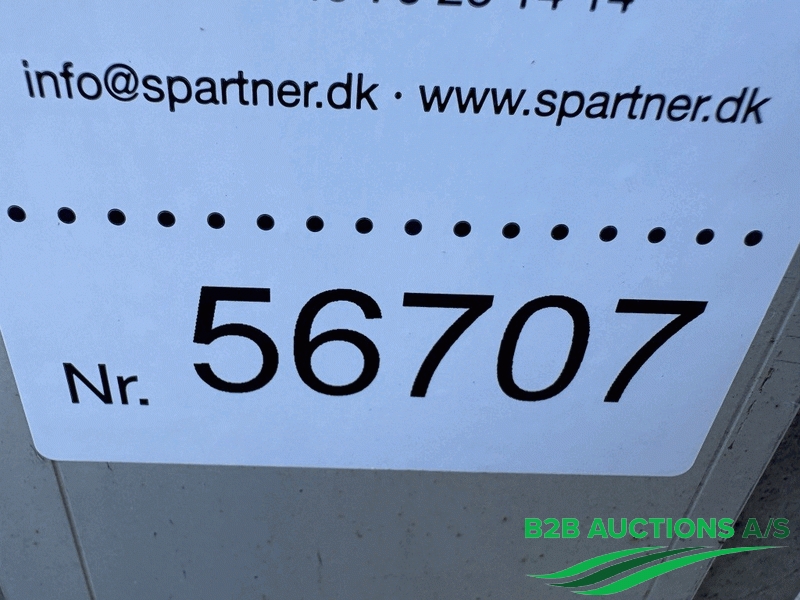 info@spartner.dk · www.spartner.dk
Nr. 56707
B2B AUCTIONS A/S